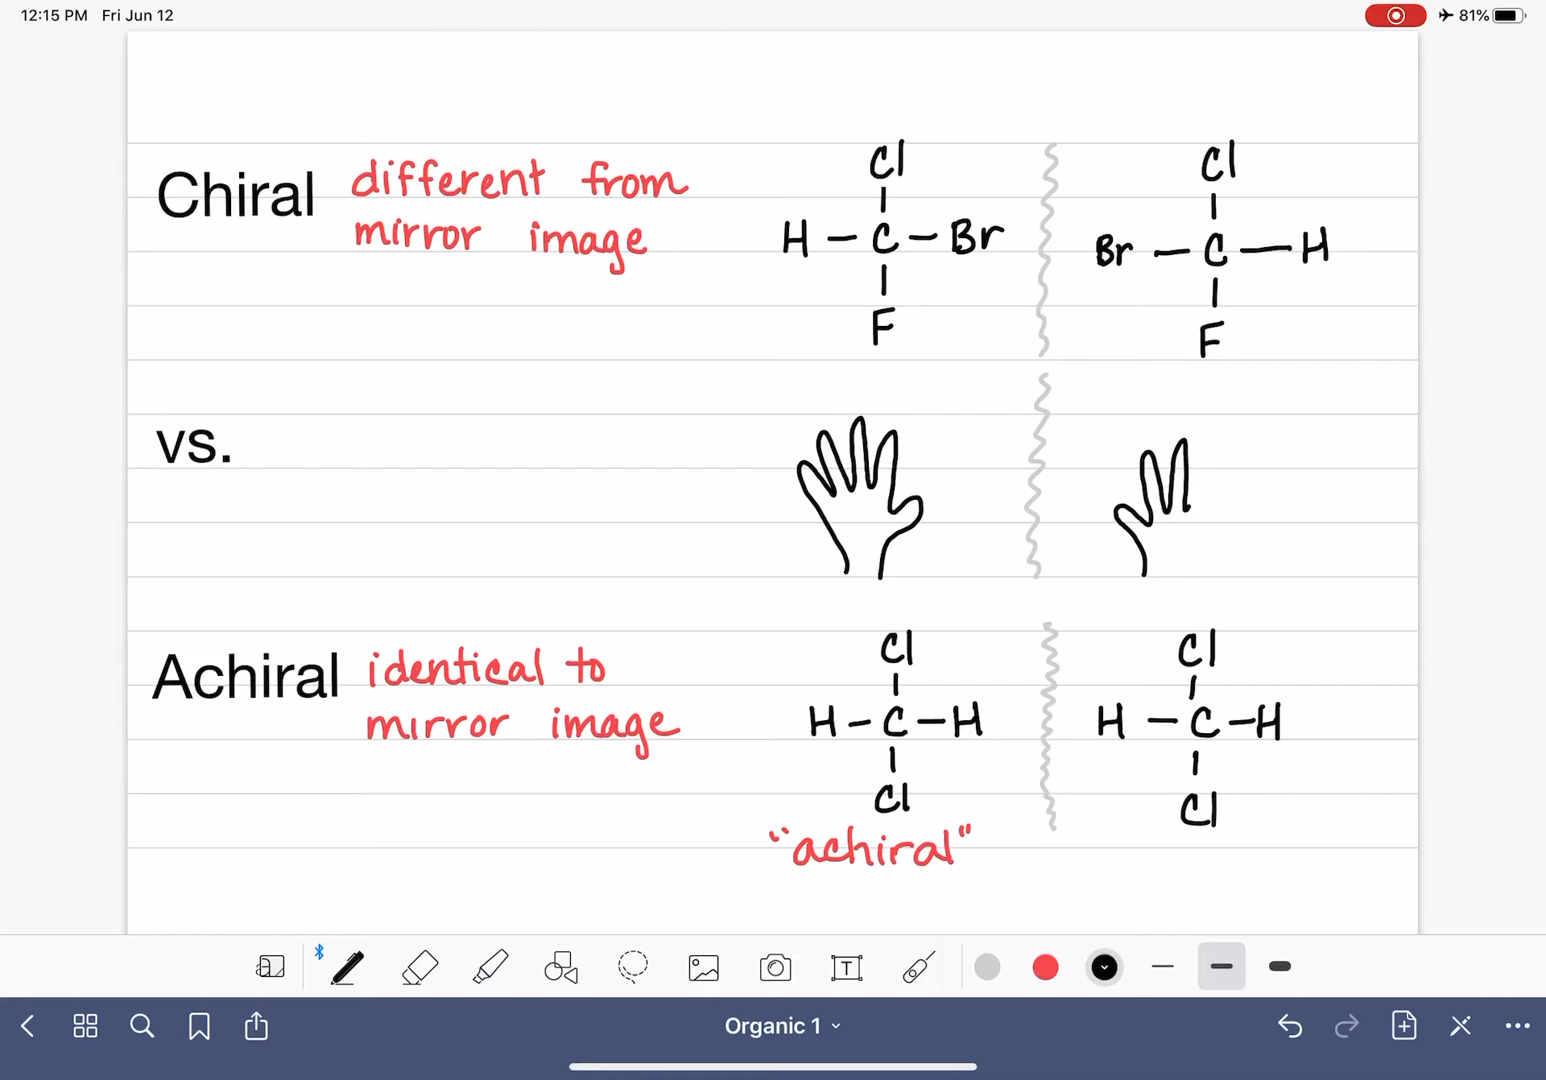 12:15 PM Fri Jun 12
81%
Chiral different from
mirror image
Cl
H – C – Br
F
Cl
Br – C – H
F
vs.
Achiral identical to
mirror image
Cl
H – C – H
Cl
Cl
H – C – H
Cl
"achiral"
T
Organic 1